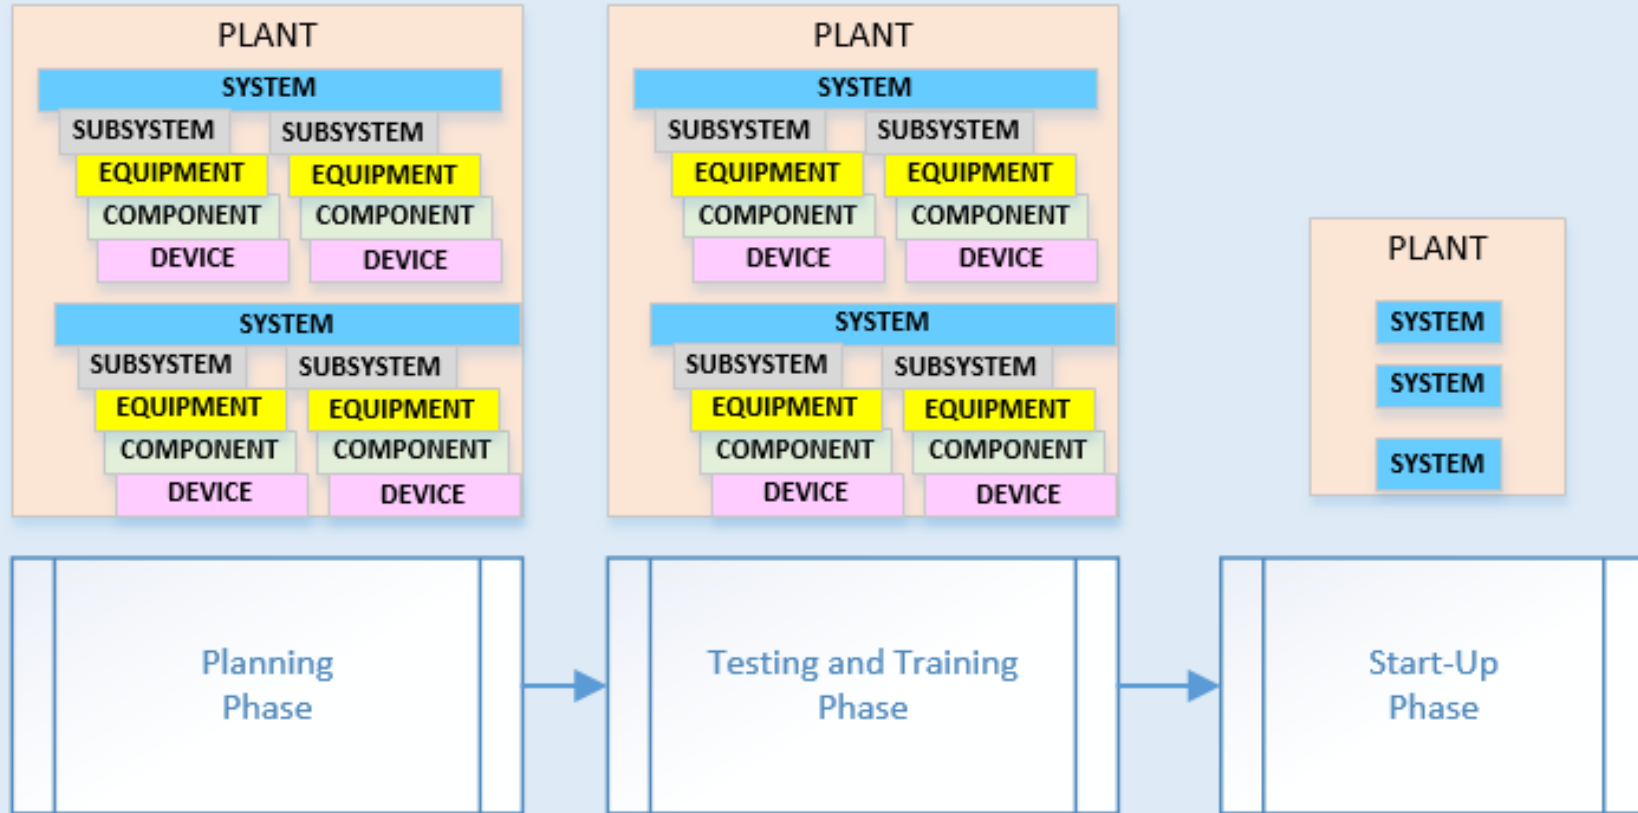 PLANT
SYSTEM
SUBSYSTEM SUBSYSTEM
EQUIPMENT EQUIPMENT
COMPONENT COMPONENT
DEVICE DEVICE
SYSTEM
SUBSYSTEM SUBSYSTEM
EQUIPMENT EQUIPMENT
COMPONENT COMPONENT
DEVICE DEVICE
PLANT
SYSTEM
SUBSYSTEM SUBSYSTEM
EQUIPMENT EQUIPMENT
COMPONENT COMPONENT
DEVICE DEVICE
SYSTEM
SUBSYSTEM SUBSYSTEM
EQUIPMENT EQUIPMENT
COMPONENT COMPONENT
DEVICE DEVICE
PLANT
SYSTEM
SYSTEM
SYSTEM
Planning
Phase
Testing and Training
Phase
Start-Up
Phase